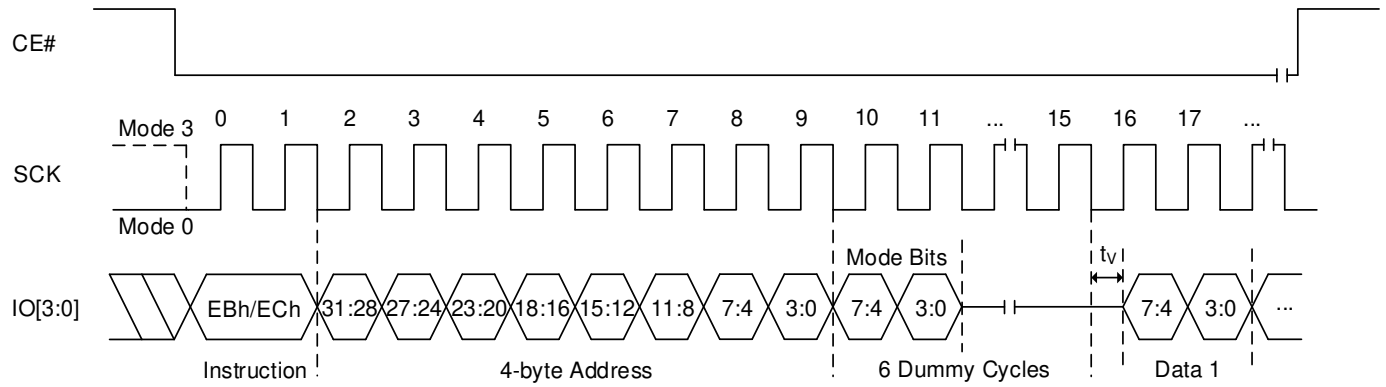 CE#
Mode 3
0 1 2 3 4 5 6 7 8 9 10 11 ... 15 16 17 ...
SCK
Mode 0
Mode Bits
tV
IO[3:0]
EBh/ECh 31:28 27:24 23:20 18:16 15:12 11:8 7:4 3:0 7:4 3:0 7:4 3:0 ...
Instruction 4-byte Address 6 Dummy Cycles Data 1